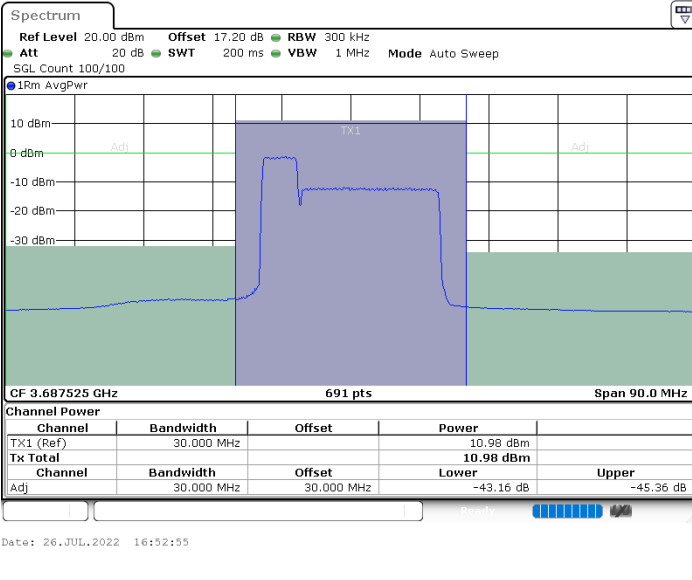 Spectrum
Ref Level 20.00 dBm Offset 17.20 dB RBW 300 kHz
Att 20 dB SWT 200 ms VBW 1 MHz Mode Auto Sweep
SGL Count 100/100
1Rm AvgPwr
10 dBm
TX1
Adj Adj
0 dBm
-10 dBm
-20 dBm
-30 dBm
CF 3.687525 GHz 691 pts Span 90.0 MHz
Channel Power
Channel Bandwidth Offset Power
TX1 (Ref) 30.000 MHz 10.98 dBm
Tx Total 10.98 dBm
Channel Bandwidth Offset Lower Upper
Adj 30.000 MHz 30.000 MHz -43.16 dB -45.36 dB
Ready
Date: 26.JUL.2022 16:52:55